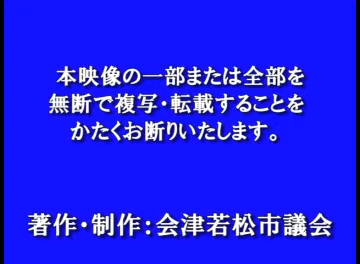 本映像の一部または全部を
無断で複写・転載することを
かたくお断りいたします。
著作・制作：会津若松市議会